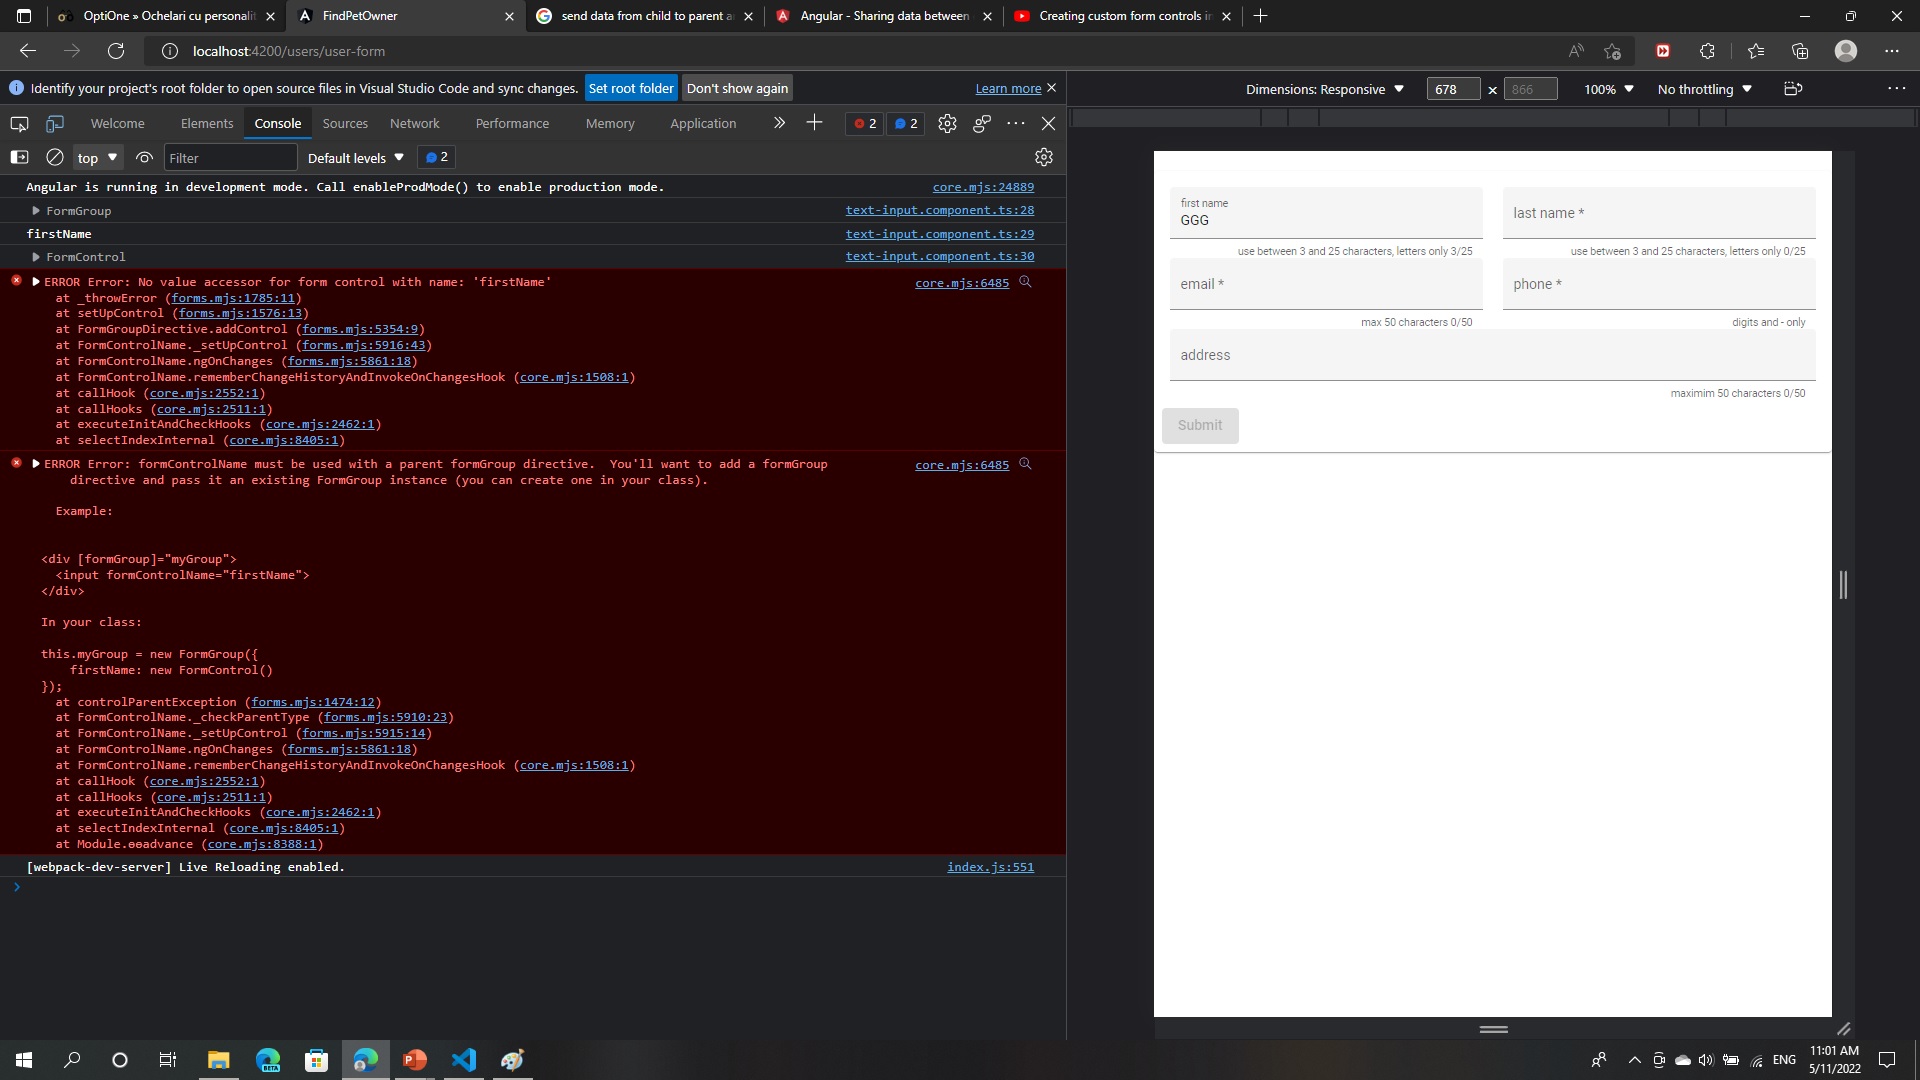 OptiOne » Ochelari cu personalit
FindPetOwner
send data from child to parent a
Angular - Sharing data between
Creating custom form controls i
localhost:4200/users/user-form
Identify your project's root folder to open source files in Visual Studio Code and sync changes. Set root folder Don't show again Learn more
Dimensions: Responsive 678 × 866 100% No throttling
Welcome Elements Console Sources Network Performance Memory Application 2 2
top Filter Default levels 2
Angular is running in development mode. Call enableProdMode() to enable production mode. core.mjs:24889
FormGroup text-input.component.ts:28
firstName text-input.component.ts:29
FormControl text-input.component.ts:30
ERROR Error: No value accessor for form control with name: 'firstName' core.mjs:6485
at _throwError (forms.mjs:1785:11)
at setUpControl (forms.mjs:1576:13)
at FormGroupDirective.addControl (forms.mjs:5354:9)
at FormControlName._setUpControl (forms.mjs:5916:43)
at FormControlName.ngOnChanges (forms.mjs:5861:18)
at FormControlName.rememberChangeHistoryAndInvokeOnChangesHook (core.mjs:1508:1)
at callHook (core.mjs:2552:1)
at callHooks (core.mjs:2511:1)
at executeInitAndCheckHooks (core.mjs:2462:1)
at selectIndexInternal (core.mjs:8405:1)
ERROR Error: formControlName must be used with a parent formGroup directive.  You'll want to add a formGroup core.mjs:6485
directive and pass it an existing FormGroup instance (you can create one in your class).
Example:
<div [formGroup]="myGroup">
<input formControlName="firstName">
</div>
In your class:
this.myGroup = new FormGroup({
firstName: new FormControl()
});
at controlParentException (forms.mjs:1474:12)
at FormControlName._checkParentType (forms.mjs:5910:23)
at FormControlName._setUpControl (forms.mjs:5915:14)
at FormControlName.ngOnChanges (forms.mjs:5861:18)
at FormControlName.rememberChangeHistoryAndInvokeOnChangesHook (core.mjs:1508:1)
at callHook (core.mjs:2552:1)
at callHooks (core.mjs:2511:1)
at executeInitAndCheckHooks (core.mjs:2462:1)
at selectIndexInternal (core.mjs:8405:1)
at Module.ɵɵadvance (core.mjs:8388:1)
[webpack-dev-server] Live Reloading enabled. index.js:551
first name
GGG
last name *
use between 3 and 25 characters, letters only 3/25
use between 3 and 25 characters, letters only 0/25
email *
phone *
max 50 characters 0/50
digits and - only
address
maximim 50 characters 0/50
Submit
BETA
ENG
11:01 AM
5/11/2022